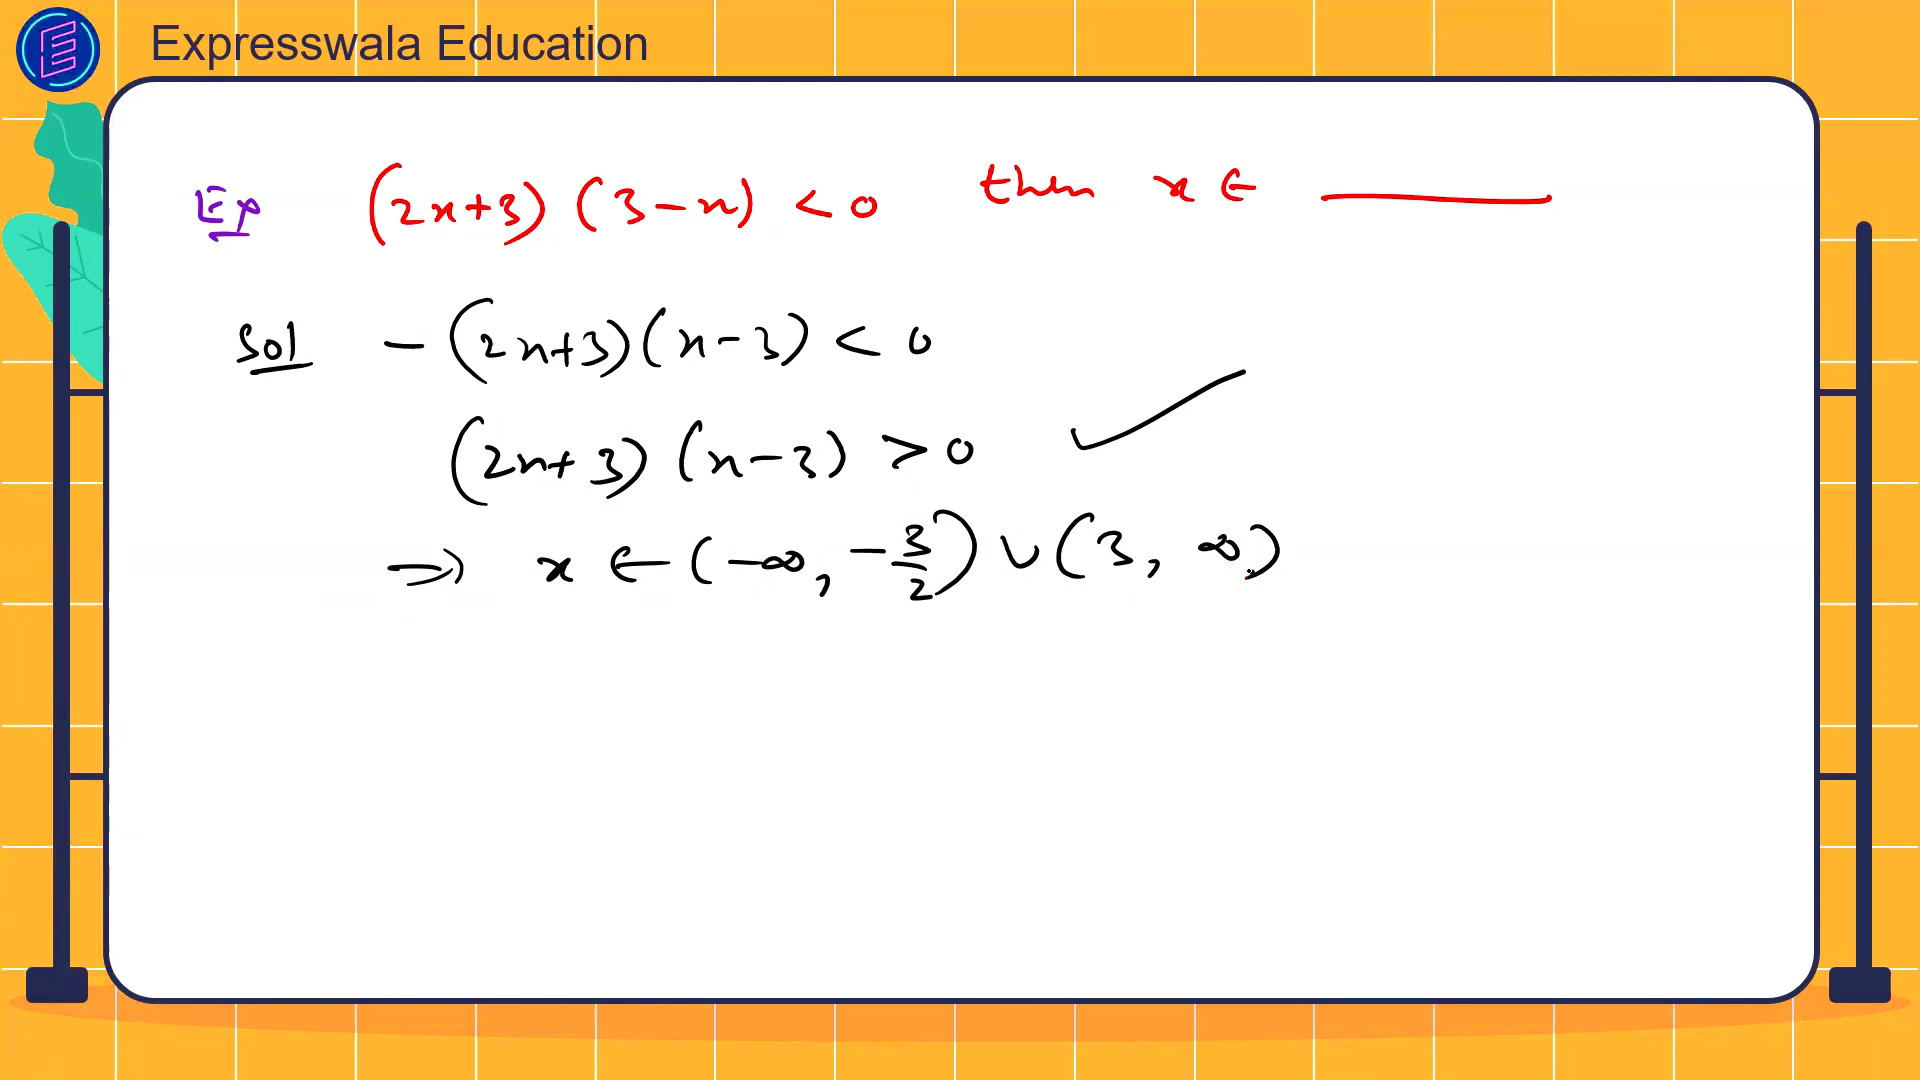 Expresswala Education
Ex (2x+3) (3-x) < 0 then x ∈ ______
Sol - (2x+3) (x-3) < 0
(2x+3) (x-3) > 0 ✓
⇒ x ∈ (-∞, -3/2) ∪ (3, ∞)